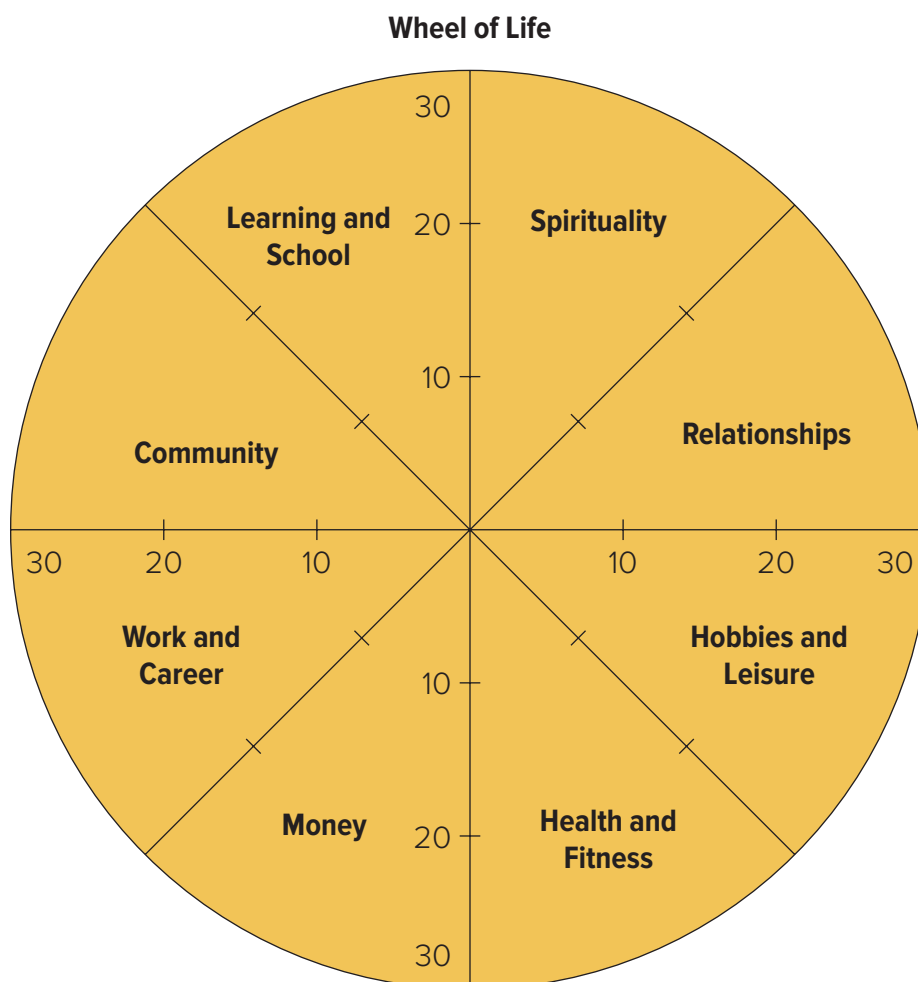 Wheel of Life
30
Learning and
School
20
Spirituality
10
Relationships
Community
30 20 10 10 20 30
Work and
Career
Hobbies and
Leisure
10
Money
20
Health and
Fitness
30